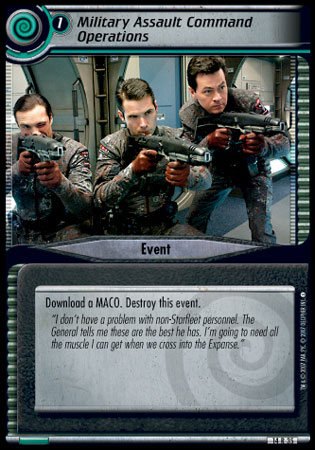 1
Military Assault Command
Operations
Event
Download a MACO. Destroy this event.
"I don't have a problem with non-Starfleet personnel. The
General tells me these are the best he has. I'm going to need all
the muscle I can get when we cross into the Expanse."
14 R 35